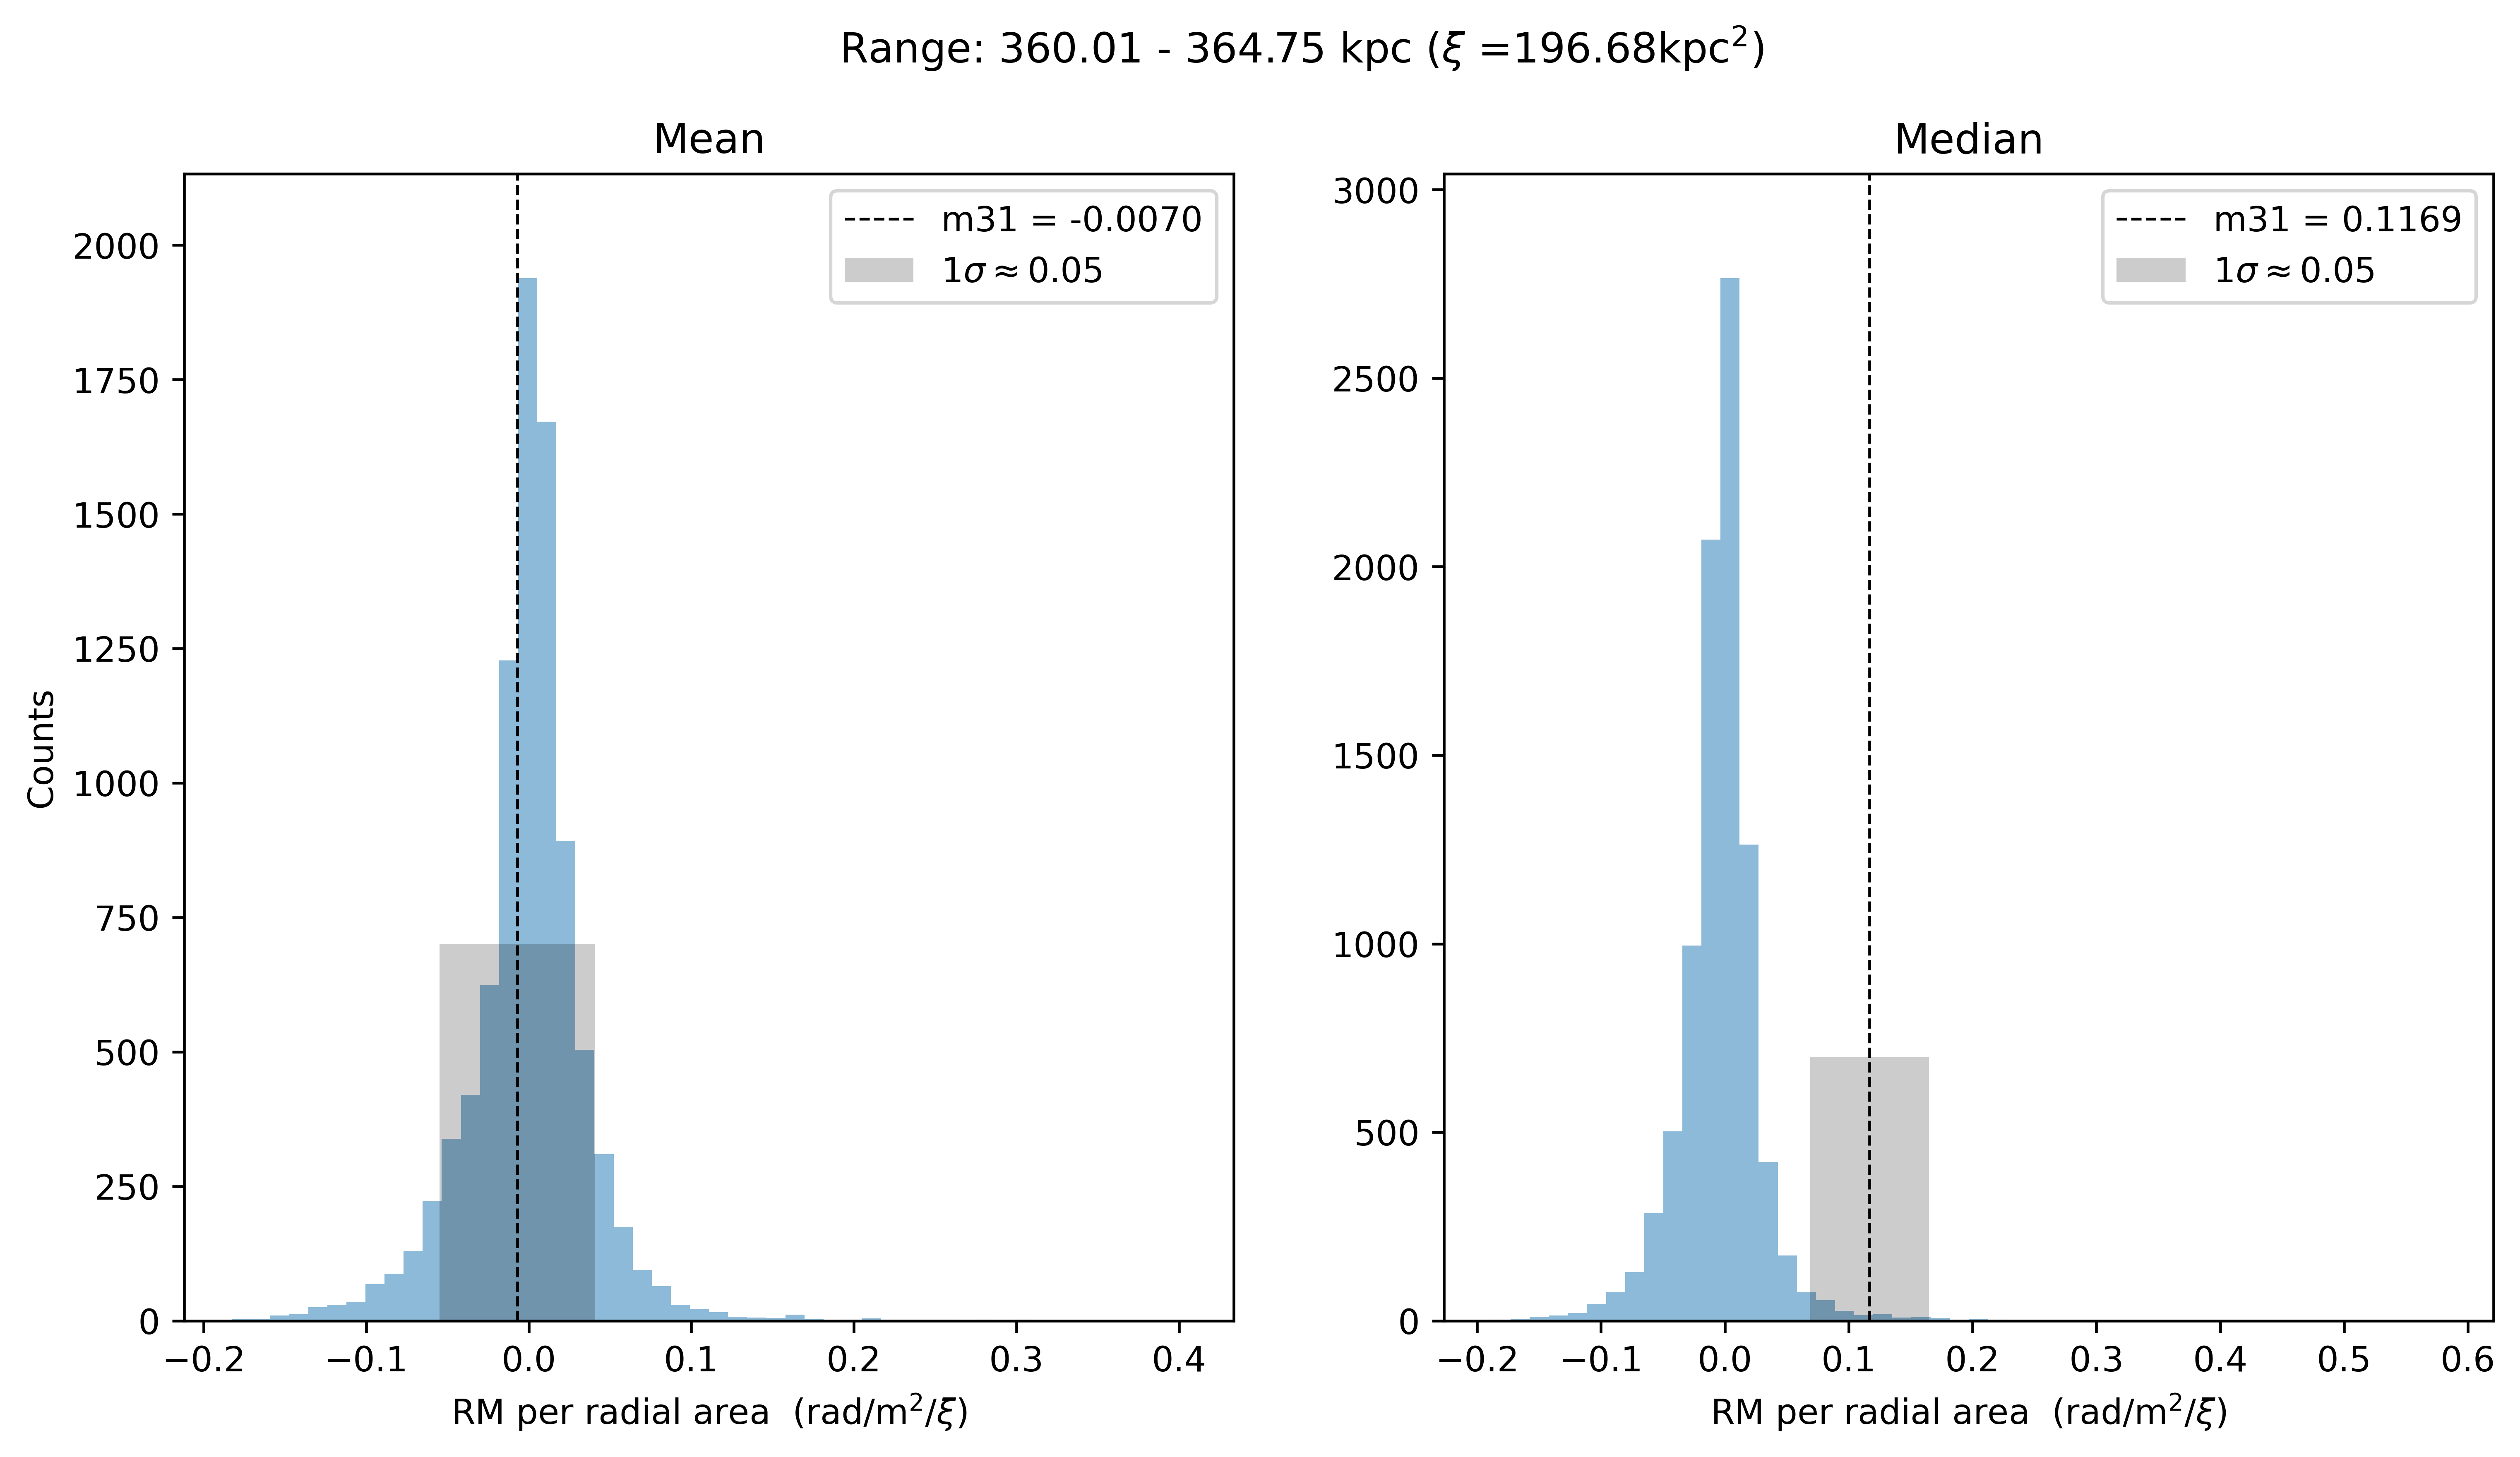 Range: 360.01 - 364.75 kpc (ξ =196.68kpc²)
Mean
m31 = -0.0070
1σ ≈ 0.05
2000
1750
1500
1250
1000
750
500
250
0
Counts
−0.2 −0.1 0.0 0.1 0.2 0.3 0.4
RM per radial area (rad/m²/ξ)
Median
m31 = 0.1169
1σ ≈ 0.05
3000
2500
2000
1500
1000
500
0
−0.2 −0.1 0.0 0.1 0.2 0.3 0.4 0.5 0.6
RM per radial area (rad/m²/ξ)